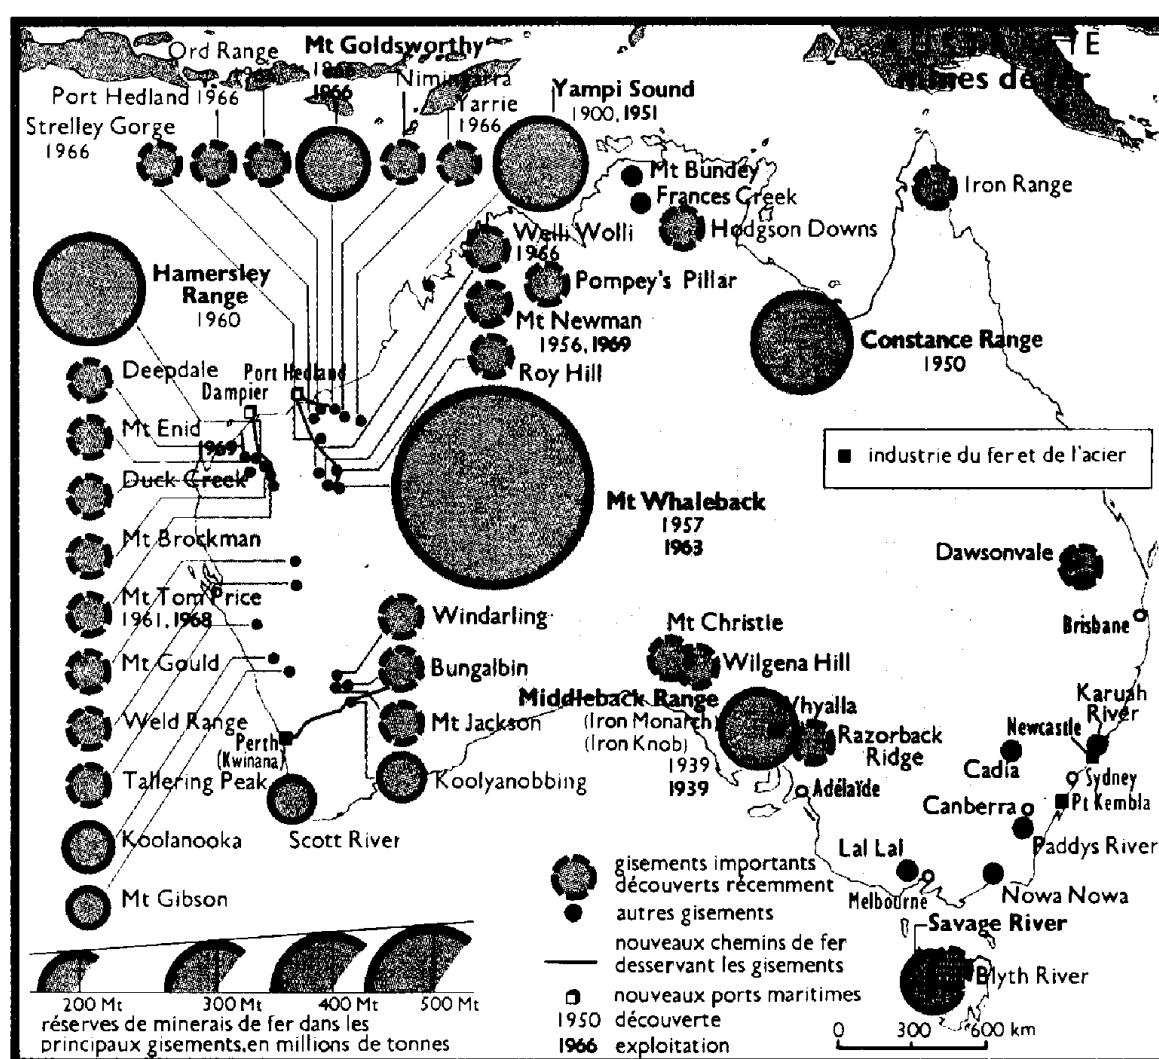 AUSTRALIE
mines de fer
Ord Range
Mt Goldsworthy
1966
Nimingarra
Port Hedland 1966
Yarrie
1966
Strelley Gorge
1966
Yampi Sound
1900, 1951
Mt Bundey
Frances Creek
Hodgson Downs
Iron Range
Welli Wolli
1966
Pompey's Pillar
Hamersley
Range
1960
Mt Newman
1956, 1969
Roy Hill
Constance Range
1950
Deepdale
Port Hedland
Dampier
Mt Enid
1969
Duck Creek
industrie du fer et de l'acier
Mt Whaleback
1957
1963
Mt Brockman
Dawsonvale
Mt Tom Price
1961, 1968
Windarling
Mt Christie
Brisbane
Mt Gould
Bungalbin
Wilgena Hill
Middleback Range
(Iron Monarch)
(Iron Knob)
1939
1939
Whyalla
Razorback
Ridge
Karuah
River
Newcastle
Weld Range
Mt Jackson
Perth
(Kwinana)
Tallering Peak
Koolyanobbing
Adélaïde
Cadia
Sydney
Canberra
Pt Kembla
Koolanooka
Scott River
Paddys River
Lal Lal
Melbourne
Nowa Nowa
Mt Gibson
Savage River
Blyth River
gisements importants
découverts récemment
autres gisements
nouveaux chemins de fer
desservant les gisements
nouveaux ports maritimes
1950 découverte
1966 exploitation
200 Mt 300 Mt 400 Mt 500 Mt
réserves de minerais de fer dans les
principaux gisements, en millions de tonnes
0 300 600 km